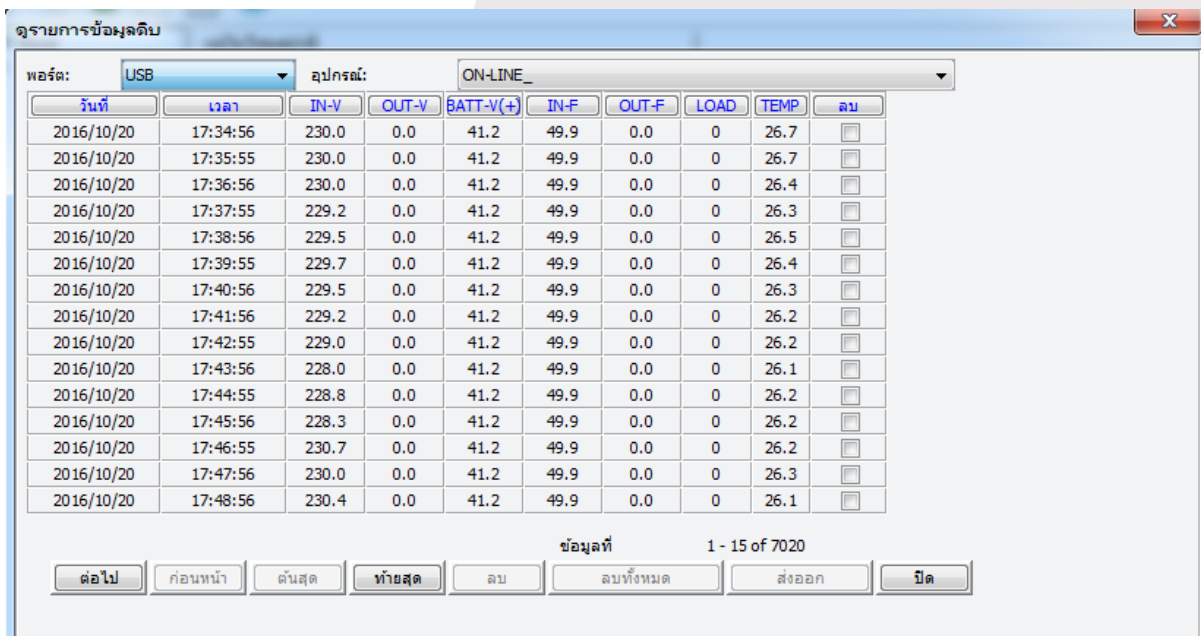 ดูรายการข้อมูลดิบ
พอร์ต: USB อุปกรณ์: ON-LINE_
วันที่ เวลา IN-V OUT-V BATT-V(+) IN-F OUT-F LOAD TEMP ลบ
2016/10/20 17:34:56 230.0 0.0 41.2 49.9 0.0 0 26.7
2016/10/20 17:35:55 230.0 0.0 41.2 49.9 0.0 0 26.7
2016/10/20 17:36:56 230.0 0.0 41.2 49.9 0.0 0 26.4
2016/10/20 17:37:55 229.2 0.0 41.2 49.9 0.0 0 26.3
2016/10/20 17:38:56 229.5 0.0 41.2 49.9 0.0 0 26.5
2016/10/20 17:39:55 229.7 0.0 41.2 49.9 0.0 0 26.4
2016/10/20 17:40:56 229.5 0.0 41.2 49.9 0.0 0 26.3
2016/10/20 17:41:56 229.2 0.0 41.2 49.9 0.0 0 26.2
2016/10/20 17:42:55 229.0 0.0 41.2 49.9 0.0 0 26.2
2016/10/20 17:43:56 228.0 0.0 41.2 49.9 0.0 0 26.1
2016/10/20 17:44:55 228.8 0.0 41.2 49.9 0.0 0 26.2
2016/10/20 17:45:56 228.3 0.0 41.2 49.9 0.0 0 26.2
2016/10/20 17:46:55 230.7 0.0 41.2 49.9 0.0 0 26.2
2016/10/20 17:47:56 230.0 0.0 41.2 49.9 0.0 0 26.3
2016/10/20 17:48:56 230.4 0.0 41.2 49.9 0.0 0 26.1
ข้อมูลที่ 1 - 15 of 7020
ต่อไป ก่อนหน้า ต้นสุด ท้ายสุด ลบ ลบทั้งหมด ส่งออก ปิด